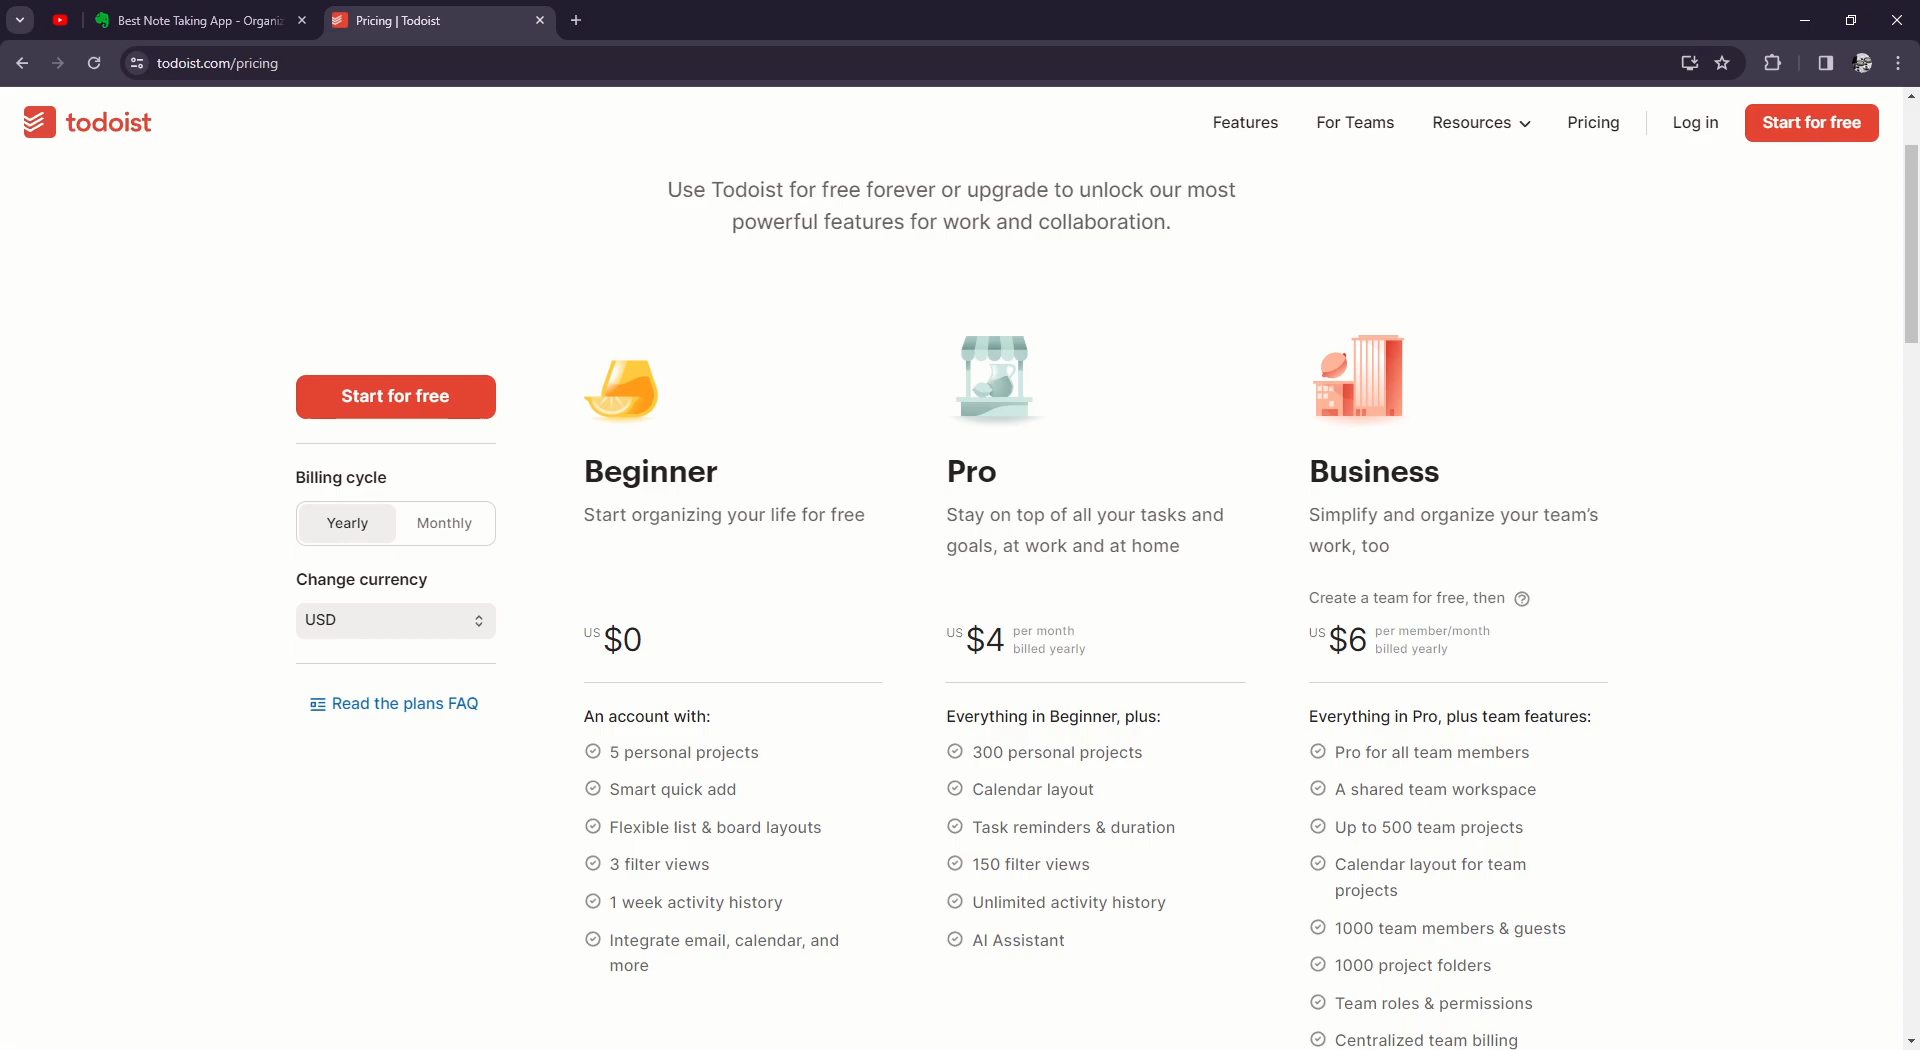 Best Note Taking App - Organiz
Pricing | Todoist
todoist.com/pricing
todoist
Features
For Teams
Resources
Pricing
Log in
Start for free
Use Todoist for free forever or upgrade to unlock our most
powerful features for work and collaboration.
Start for free
Billing cycle
Yearly
Monthly
Change currency
USD
Read the plans FAQ
Beginner
Start organizing your life for free
US $0
An account with:
5 personal projects
Smart quick add
Flexible list & board layouts
3 filter views
1 week activity history
Integrate email, calendar, and
more
Pro
Stay on top of all your tasks and
goals, at work and at home
US $4 per month
billed yearly
Everything in Beginner, plus:
300 personal projects
Calendar layout
Task reminders & duration
150 filter views
Unlimited activity history
AI Assistant
Business
Simplify and organize your team’s
work, too
Create a team for free, then
US $6 per member/month
billed yearly
Everything in Pro, plus team features:
Pro for all team members
A shared team workspace
Up to 500 team projects
Calendar layout for team
projects
1000 team members & guests
1000 project folders
Team roles & permissions
Centralized team billing